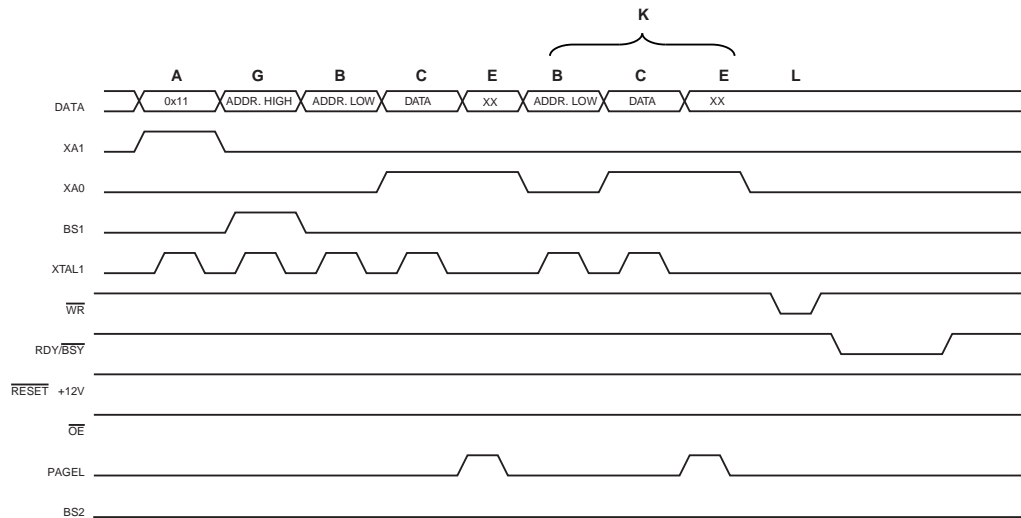 K
A G B C E B C E L
DATA 0x11 ADDR. HIGH ADDR. LOW DATA XX ADDR. LOW DATA XX
XA1
XA0
BS1
XTAL1
WR
RDY/BSY
RESET +12V
OE
PAGEL
BS2